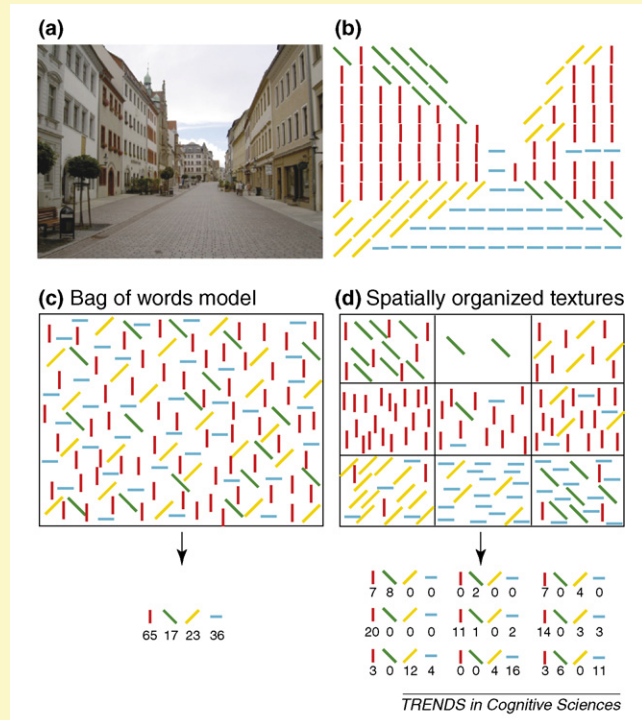 (a)
(b)
(c) Bag of words model
(d) Spatially organized textures
65 17 23 36
7 8 0 0 0 2 0 0 7 0 4 0
20 0 0 0 11 1 0 2 14 0 3 3
3 0 12 4 0 0 4 16 3 6 0 11
TRENDS in Cognitive Sciences